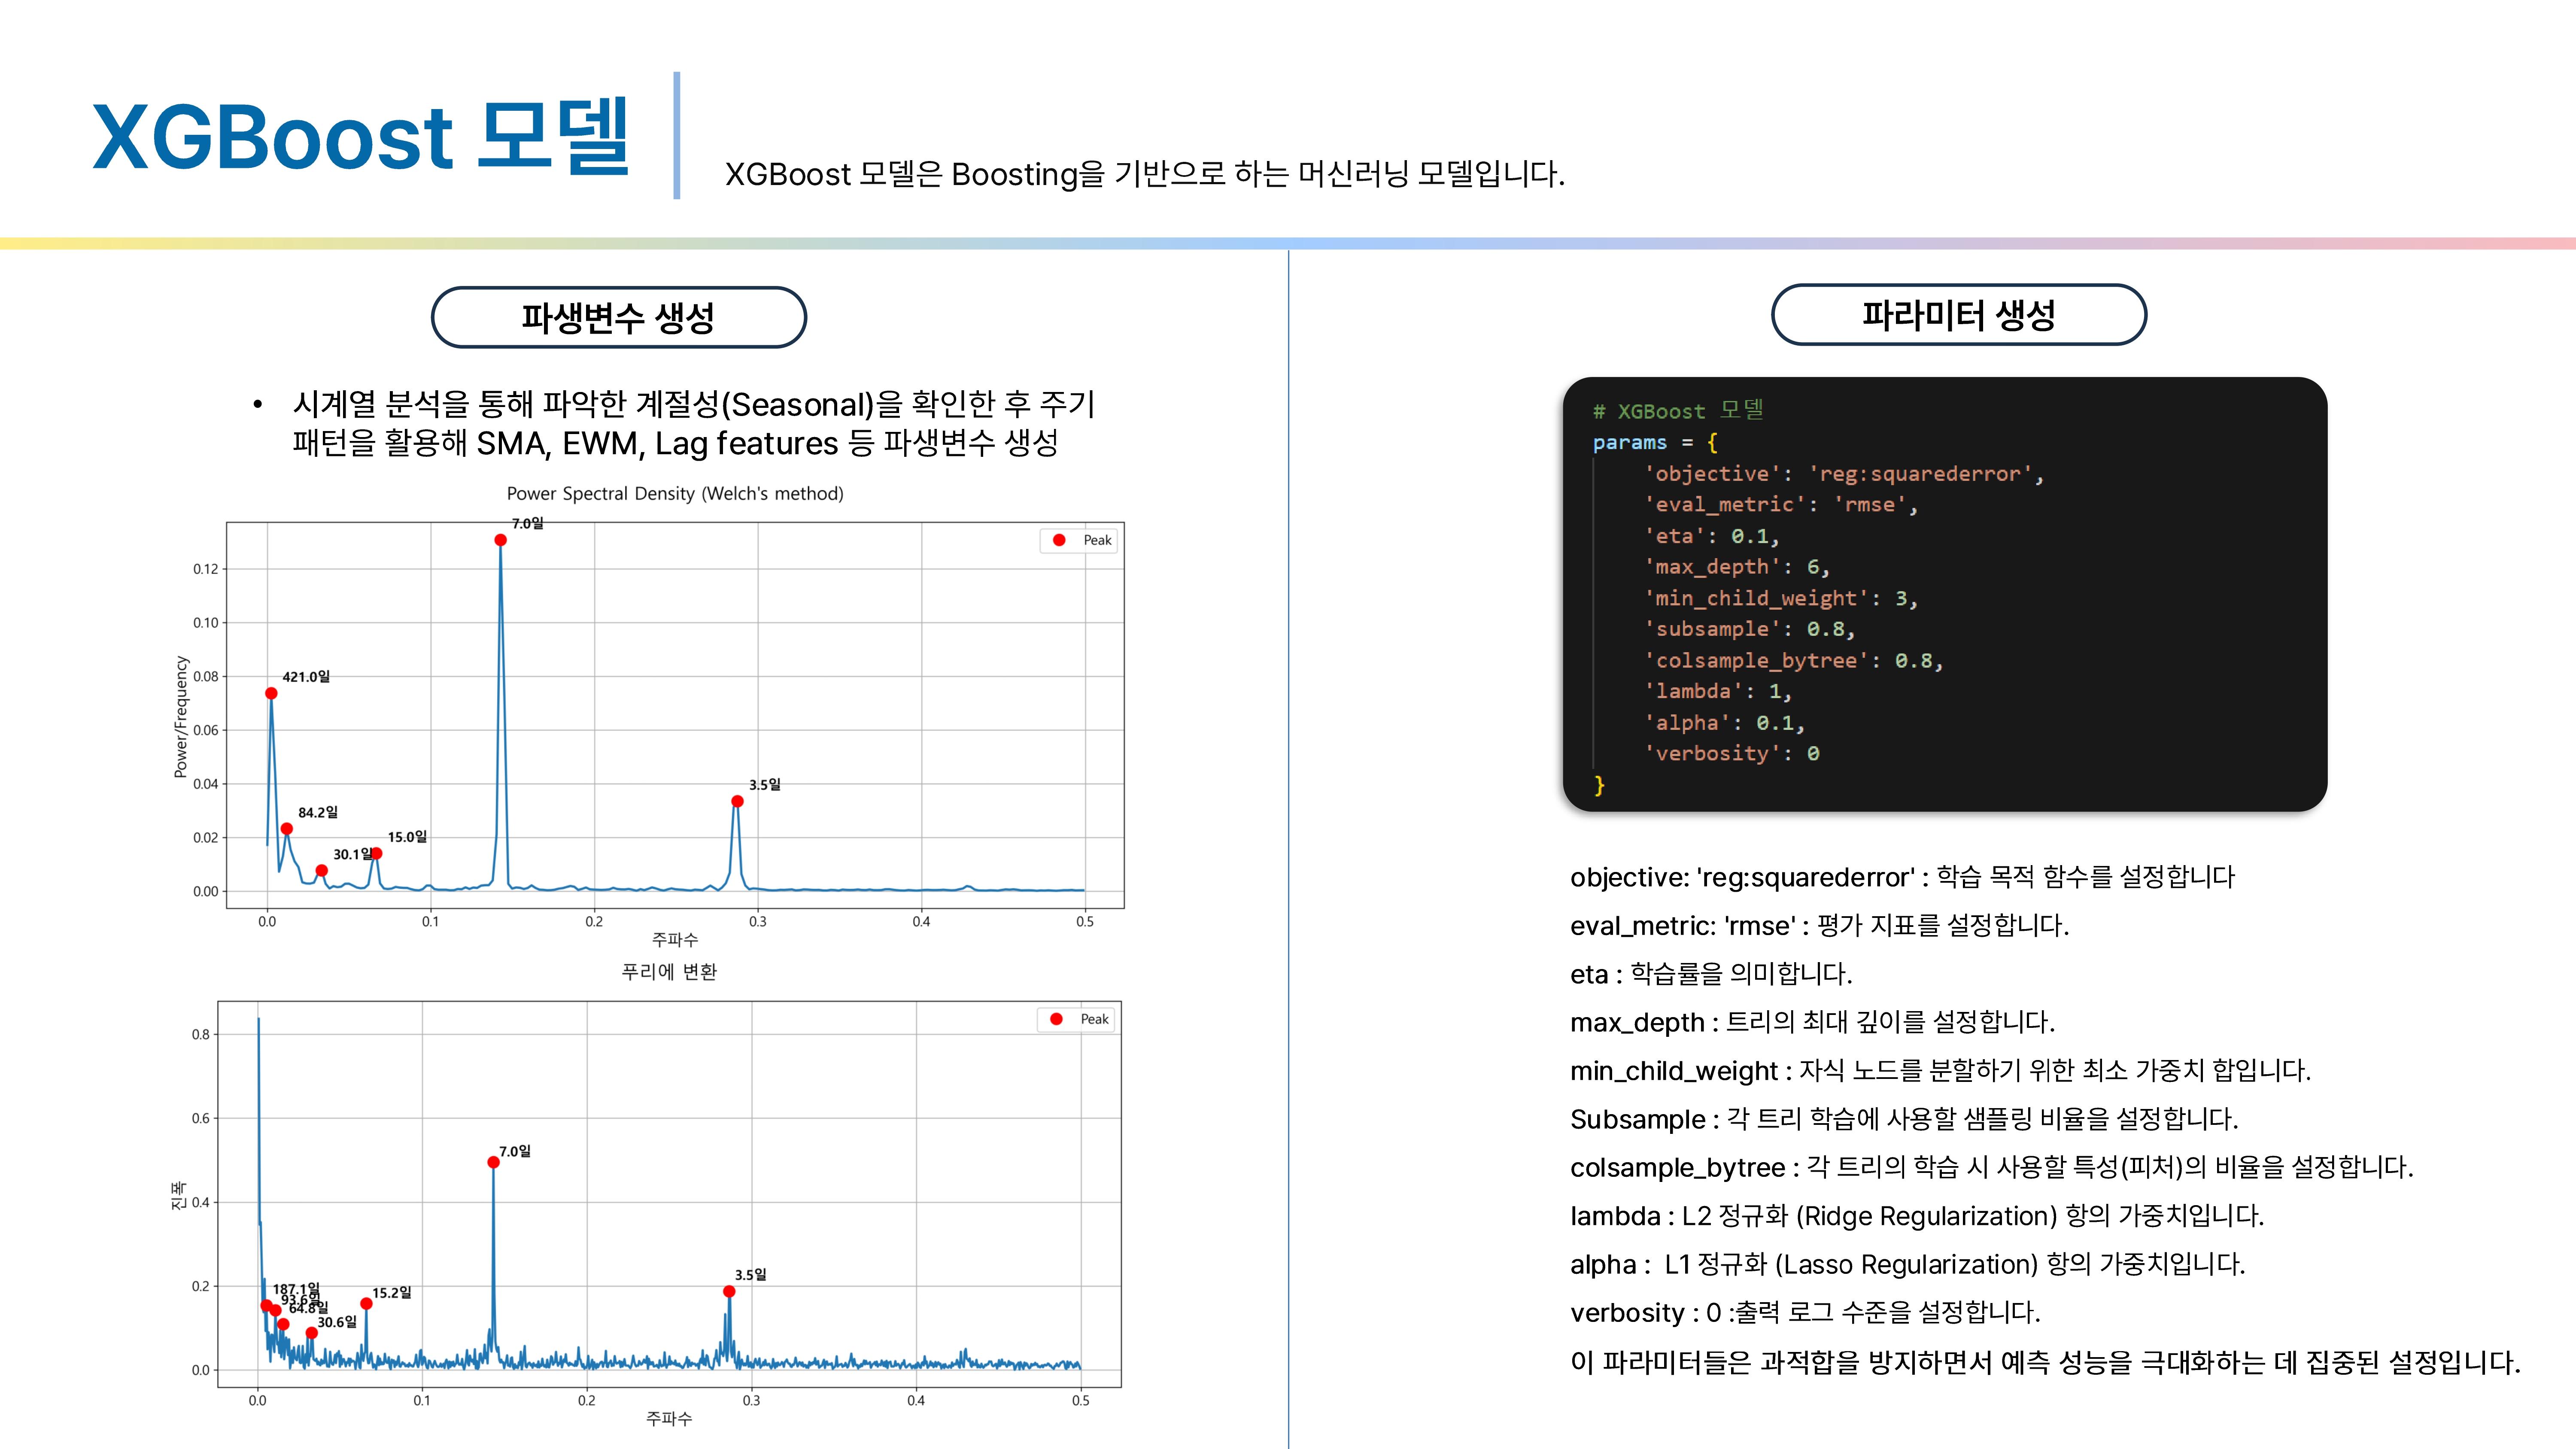 XGBoost 모델
XGBoost 모델은 Boosting을 기반으로 하는 머신러닝 모델입니다.
파생변수 생성
• 시계열 분석을 통해 파악한 계절성(Seasonal)을 확인한 후 주기
패턴을 활용해 SMA, EWM, Lag features 등 파생변수 생성
Power Spectral Density (Welch's method)
7.0일
Peak
0.12
0.10
421.0일
0.08
Power/Frequency
0.06
3.5일
0.04
84.2일
15.0일
0.02
30.1일
0.00
0.0 0.1 0.2 0.3 0.4 0.5
주파수
푸리에 변환
Peak
0.8
0.6
7.0일
진폭
0.4
3.5일
0.2
187.1일
15.2일
93.6일
64.8일
30.6일
0.0
0.0 0.1 0.2 0.3 0.4 0.5
주파수
파라미터 생성
# XGBoost 모델
params = {
'objective': 'reg:squarederror',
'eval_metric': 'rmse',
'eta': 0.1,
'max_depth': 6,
'min_child_weight': 3,
'subsample': 0.8,
'colsample_bytree': 0.8,
'lambda': 1,
'alpha': 0.1,
'verbosity': 0
}
objective: 'reg:squarederror' : 학습 목적 함수를 설정합니다
eval_metric: 'rmse' : 평가 지표를 설정합니다.
eta : 학습률을 의미합니다.
max_depth : 트리의 최대 깊이를 설정합니다.
min_child_weight : 자식 노드를 분할하기 위한 최소 가중치 합입니다.
Subsample : 각 트리 학습에 사용할 샘플링 비율을 설정합니다.
colsample_bytree : 각 트리의 학습 시 사용할 특성(피처)의 비율을 설정합니다.
lambda : L2 정규화 (Ridge Regularization) 항의 가중치입니다.
alpha : L1 정규화 (Lasso Regularization) 항의 가중치입니다.
verbosity : 0 :출력 로그 수준을 설정합니다.
이 파라미터들은 과적합을 방지하면서 예측 성능을 극대화하는 데 집중된 설정입니다.